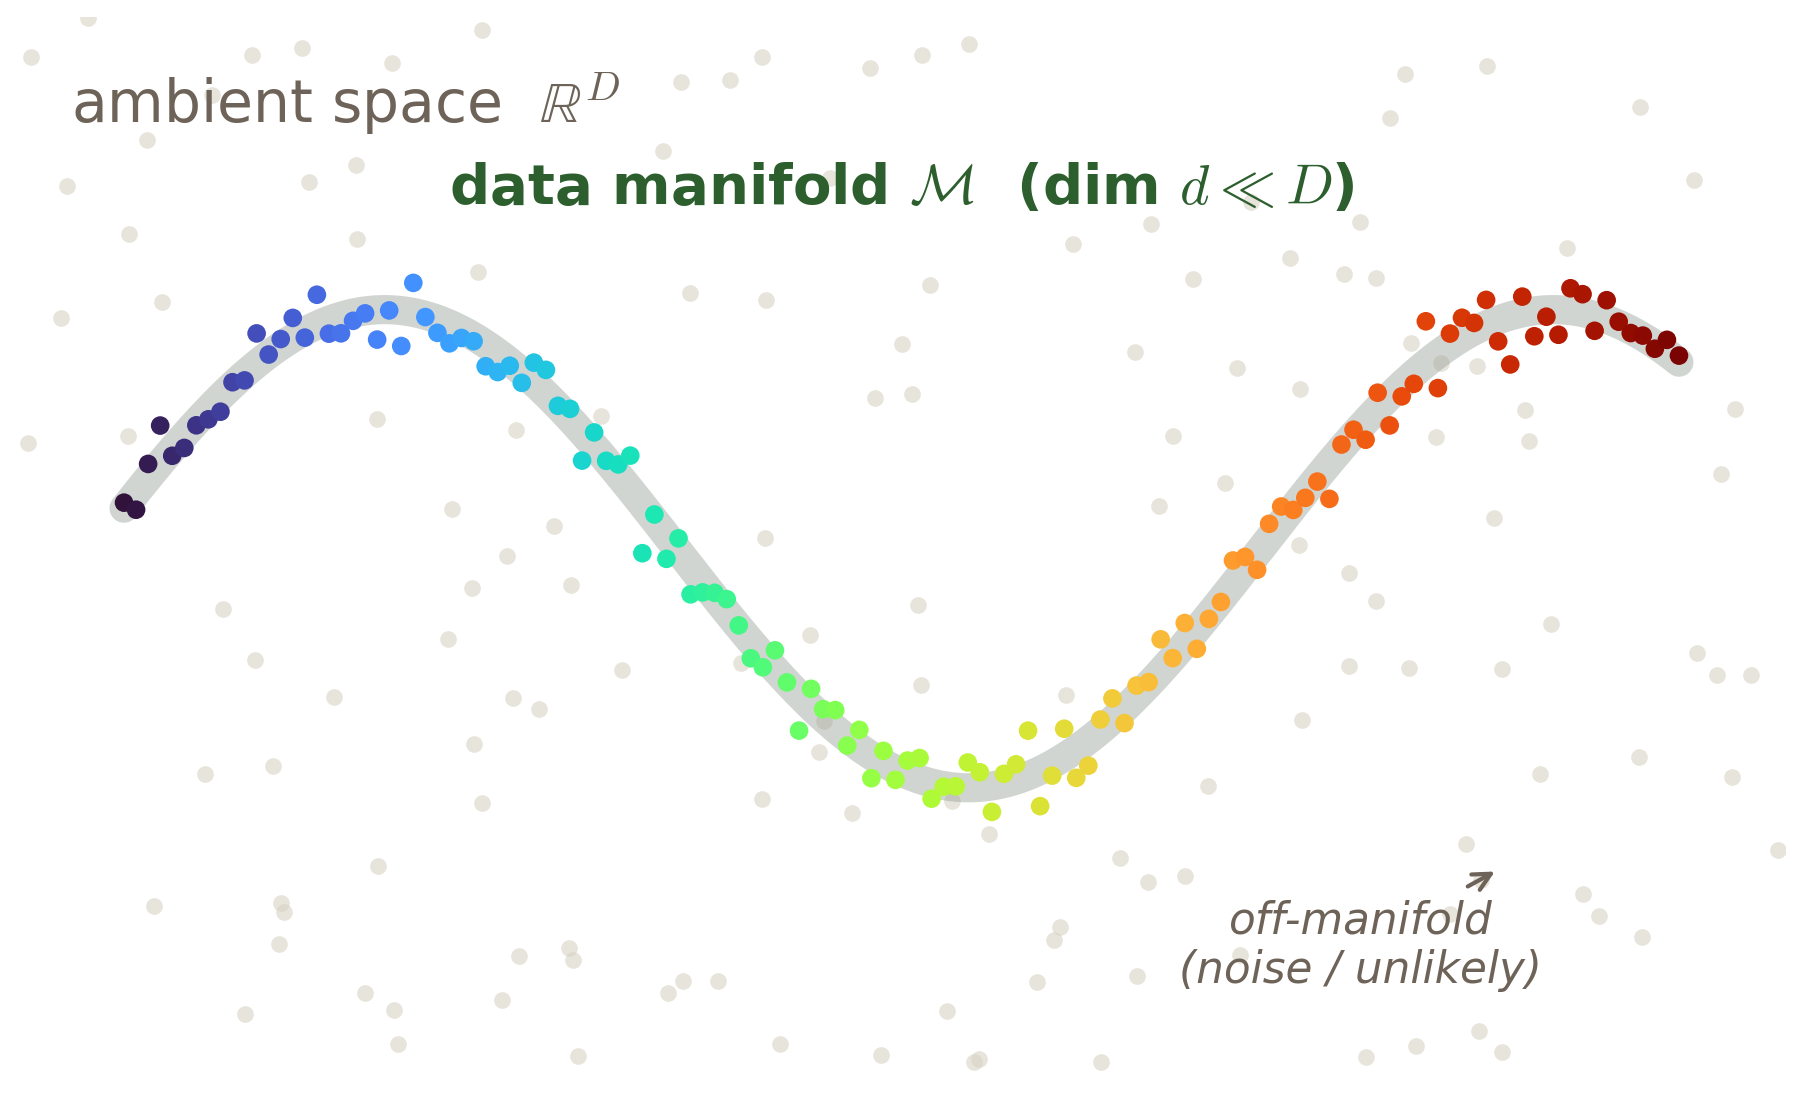 ambient space ℝ^D
data manifold ℳ (dim d ≪ D)
off-manifold
(noise / unlikely)